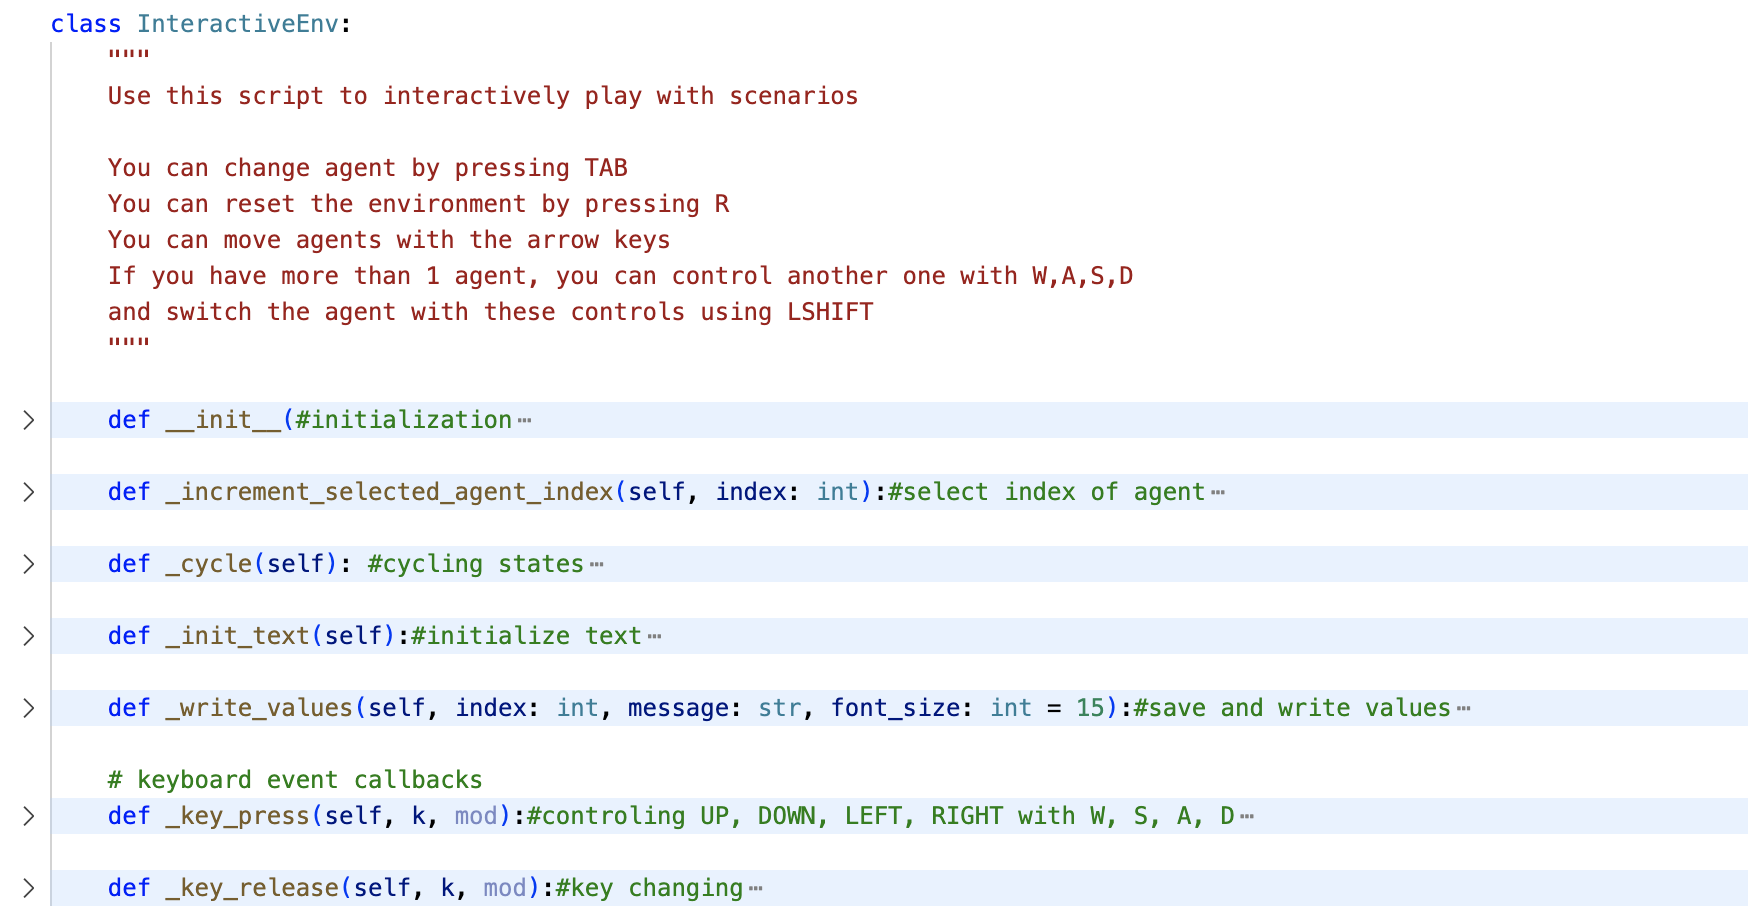 class InteractiveEnv:
"""
Use this script to interactively play with scenarios
You can change agent by pressing TAB
You can reset the environment by pressing R
You can move agents with the arrow keys
If you have more than 1 agent, you can control another one with W,A,S,D
and switch the agent with these controls using LSHIFT
"""
def __init__(#initialization…
def _increment_selected_agent_index(self, index: int):#select index of agent…
def _cycle(self): #cycling states…
def _init_text(self):#initialize text…
def _write_values(self, index: int, message: str, font_size: int = 15):#save and write values…
# keyboard event callbacks
def _key_press(self, k, mod):#controling UP, DOWN, LEFT, RIGHT with W, S, A, D…
def _key_release(self, k, mod):#key changing…